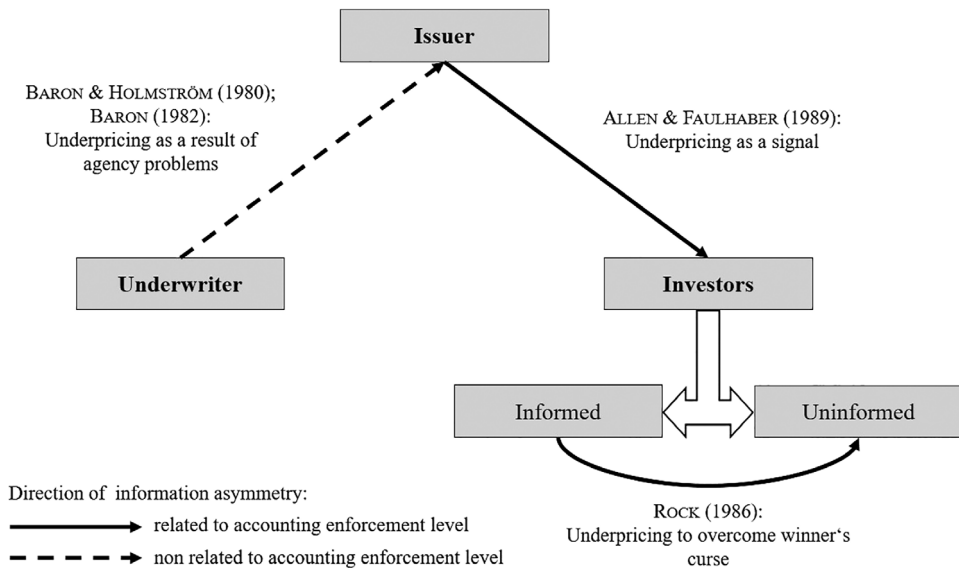 Issuer
BARON & HOLMSTRÖM (1980);
BARON (1982):
Underpricing as a result of
agency problems
ALLEN & FAULHABER (1989):
Underpricing as a signal
Underwriter
Investors
Informed
Uninformed
Direction of information asymmetry:
related to accounting enforcement level
non related to accounting enforcement level
ROCK (1986):
Underpricing to overcome winner‘s
curse